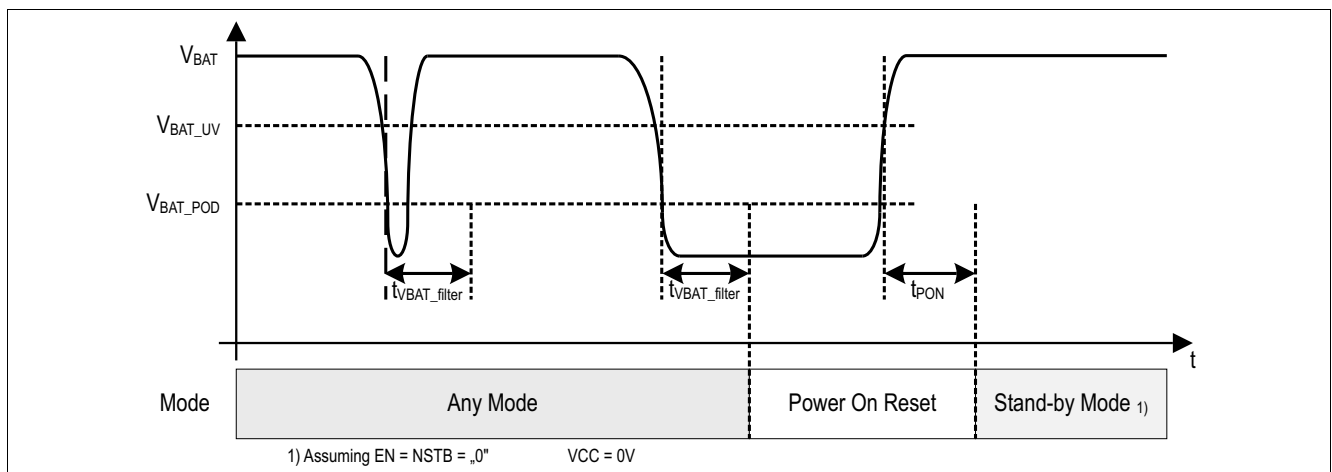 VBAT
VBAT_UV
VBAT_POD
tVBAT_filter
tVBAT_filter
tPON
t
Mode
Any Mode
Power On Reset
Stand-by Mode 1)
1) Assuming EN = NSTB = „0" VCC = 0V